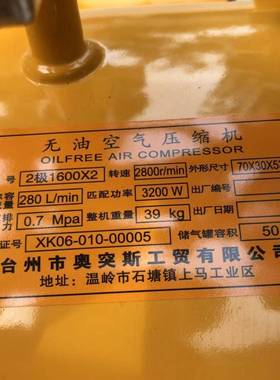 无油空气压缩机
OILFREE AIR COMPRESSOR
号 2极1600X2 转速 2800r/min 外形尺寸 70X30X5
容积流量 280 L/min 匹配功率 3200 W 出厂编号
排 力 0.7 Mpa 整机重量 39 kg 出厂日期
证号 XK06-010-00005 储气罐容积 50
台州市奥突斯工贸有限公司
地址：温岭市石塘镇上马工业区